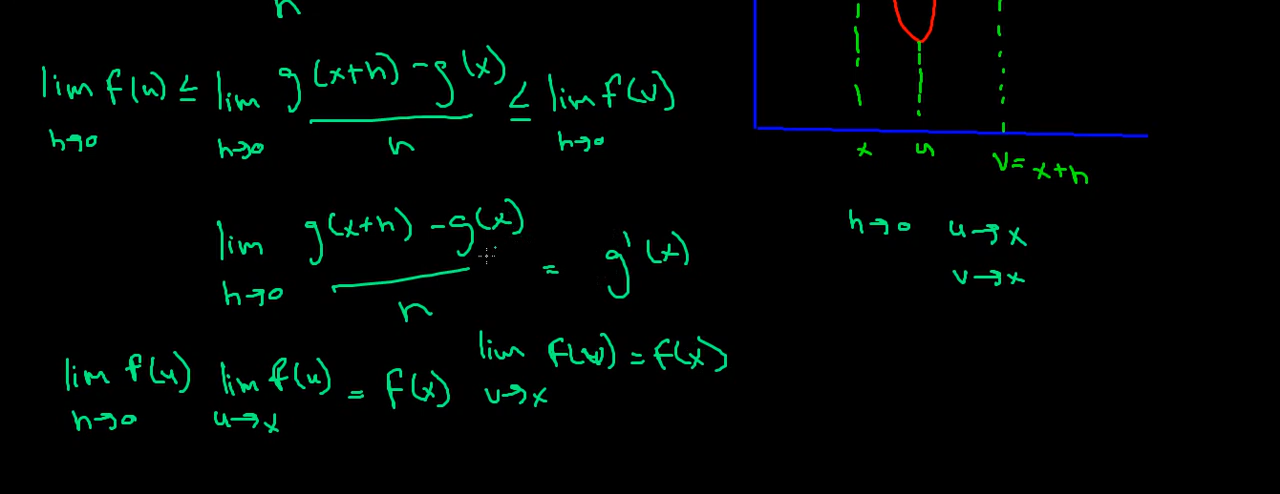 h
lim f(u) ≤ lim g(x+h) - g(x) ≤ lim f(v)
h→0 h→0 h h→0
x u v = x+h
lim g(x+h) - g(x) = g'(x)
h→0 h
h→0 u→x
v→x
lim f(u) lim f(u) = f(x) lim f(v) = f(x)
h→0 u→x v→x